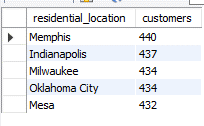 residential_location customers
Memphis 440
Indianapolis 437
Milwaukee 434
Oklahoma City 434
Mesa 432